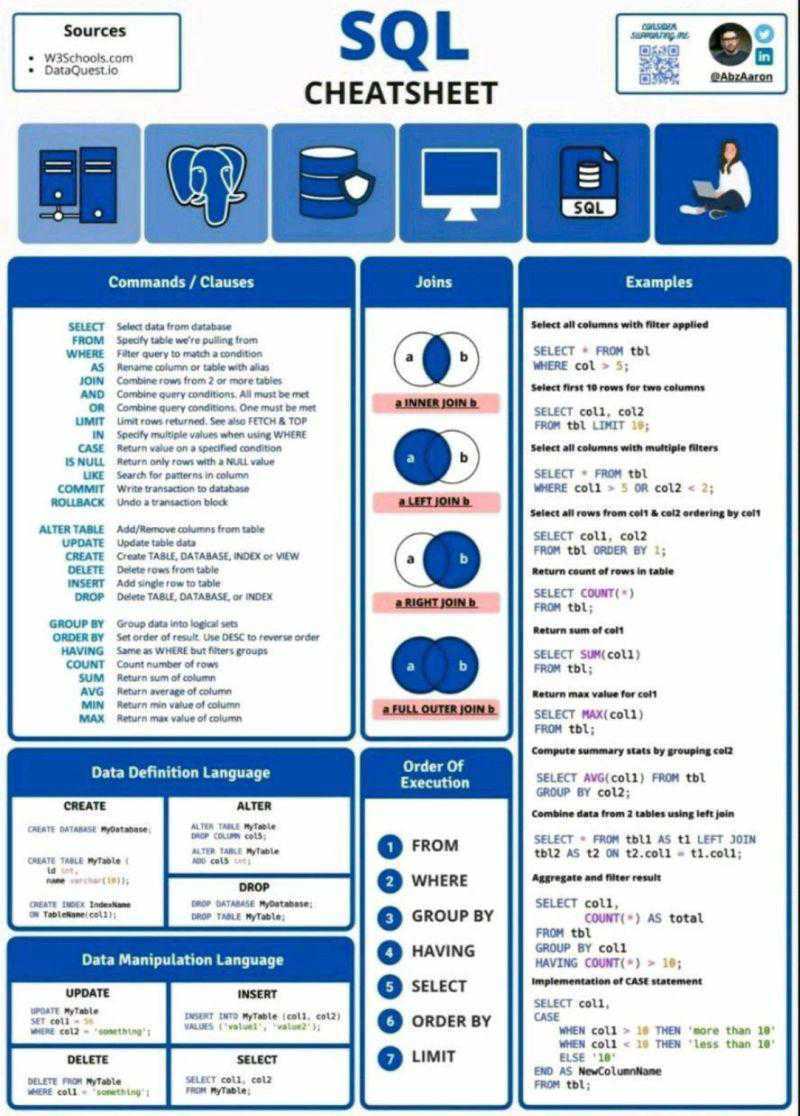 Sources
• W3Schools.com
• DataQuest.io
SQL
CHEATSHEET
CONSIDER
SUPPORTING ME
@AbzAaron
SQL
Commands / Clauses
SELECT Select data from database
FROM Specify table we're pulling from
WHERE Filter query to match a condition
AS Rename column or table with alias
JOIN Combine rows from 2 or more tables
AND Combine query conditions. All must be met
OR Combine query conditions. One must be met
LIMIT Limit rows returned. See also FETCH & TOP
IN Specify multiple values when using WHERE
CASE Return value on a specified condition
IS NULL Return only rows with a NULL value
LIKE Search for patterns in column
COMMIT Write transaction to database
ROLLBACK Undo a transaction block
ALTER TABLE Add/Remove columns from table
UPDATE Update table data
CREATE Create TABLE, DATABASE, INDEX or VIEW
DELETE Delete rows from table
INSERT Add single row to table
DROP Delete TABLE, DATABASE, or INDEX
GROUP BY Group data into logical sets
ORDER BY Set order of result. Use DESC to reverse order
HAVING Same as WHERE but filters groups
COUNT Count number of rows
SUM Return sum of column
AVG Return average of column
MIN Return min value of column
MAX Return max value of column
Joins
a b
a INNER JOIN b
a b
a LEFT JOIN b
a b
a RIGHT JOIN b
a b
a FULL OUTER JOIN b
Examples
Select all columns with filter applied
SELECT * FROM tbl
WHERE col > 5;
Select first 10 rows for two columns
SELECT col1, col2
FROM tbl LIMIT 10;
Select all columns with multiple filters
SELECT * FROM tbl
WHERE col1 > 5 OR col2 < 2;
Select all rows from col1 & col2 ordering by col1
SELECT col1, col2
FROM tbl ORDER BY 1;
Return count of rows in table
SELECT COUNT(*)
FROM tbl;
Return sum of col1
SELECT SUM(col1)
FROM tbl;
Return max value for col1
SELECT MAX(col1)
FROM tbl;
Compute summary stats by grouping col2
SELECT AVG(col1) FROM tbl
GROUP BY col2;
Combine data from 2 tables using left join
SELECT * FROM tbl1 AS t1 LEFT JOIN
tbl2 AS t2 ON t2.col1 = t1.col1;
Aggregate and filter result
SELECT col1,
COUNT(*) AS total
FROM tbl
GROUP BY col1
HAVING COUNT(*) > 10;
Implementation of CASE statement
SELECT col1,
CASE
WHEN col1 > 10 THEN 'more than 10'
WHEN col1 < 10 THEN 'less than 10'
ELSE '10'
END AS NewColumnName
FROM tbl;
Data Definition Language
CREATE
CREATE DATABASE MyDatabase;
CREATE TABLE MyTable (
id int,
name varchar(10));
CREATE INDEX IndexName
ON TableName(col1);
ALTER
ALTER TABLE MyTable
DROP COLUMN col5;
ALTER TABLE MyTable
ADD col5 int;
DROP
DROP DATABASE MyDatabase;
DROP TABLE MyTable;
Data Manipulation Language
UPDATE
UPDATE MyTable
SET col1 = 56
WHERE col2 = 'something';
INSERT
INSERT INTO MyTable (col1, col2)
VALUES ('value1', 'value2');
DELETE
DELETE FROM MyTable
WHERE col1 = 'something';
SELECT
SELECT col1, col2
FROM MyTable;
Order Of
Execution
1 FROM
2 WHERE
3 GROUP BY
4 HAVING
5 SELECT
6 ORDER BY
7 LIMIT